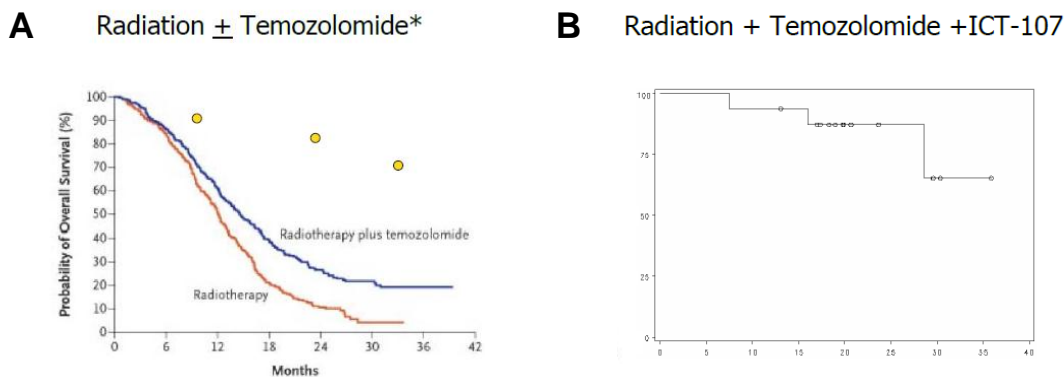 A
Radiation + Temozolomide*
B
Radiation + Temozolomide +ICT-107
Probability of Overall Survival (%)
100
90
80
70
60
50
40
30
20
10
0
Radiotherapy plus temozolomide
Radiotherapy
0 6 12 18 24 30 36 42
Months
100
75
50
25
0
0 5 10 15 20 25 30 35 40